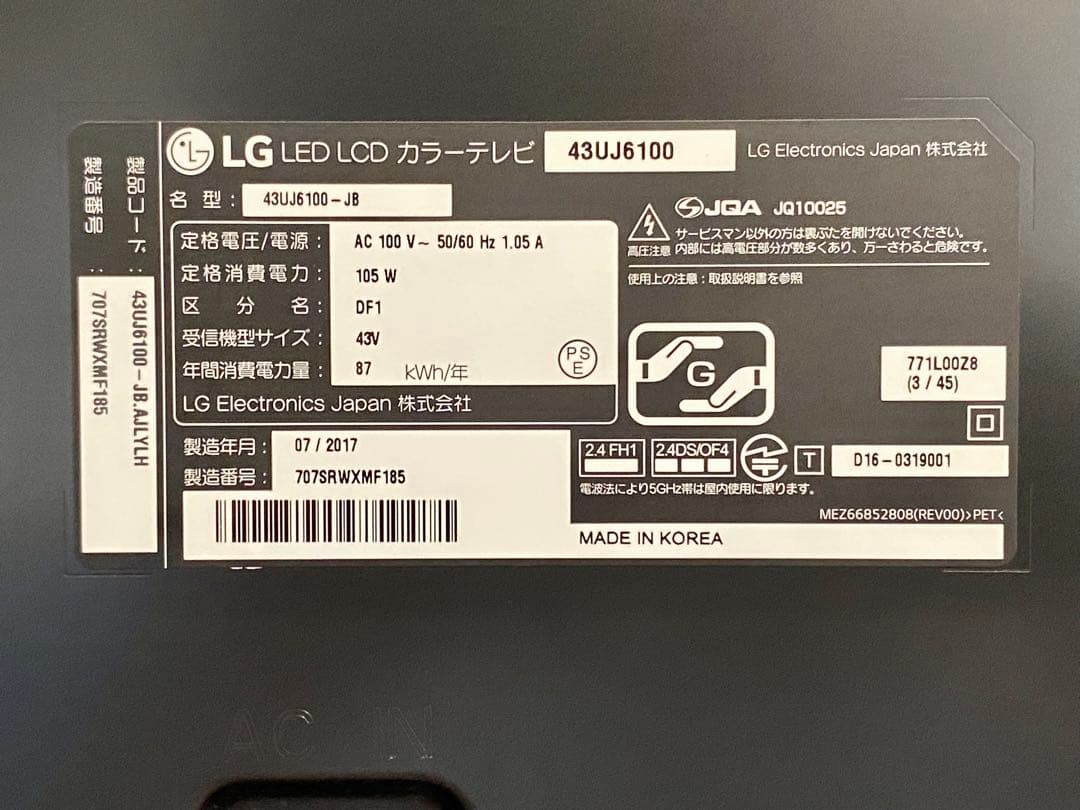 LG LED LCD カラーテレビ 43UJ6100 LG Electronics Japan 株式会社
名 型 : 43UJ6100-JB
定格電圧/電源 : AC 100 V~ 50/60 Hz 1.05 A
定格消費電力 : 105 W
区 分 名 : DF1
受信機型サイズ : 43V
年間消費電力量 : 87 kWh/年
PS E
LG Electronics Japan 株式会社
製造年月 : 07 / 2017
製造番号 : 707SRWXMF185
JQA JQ10025
高圧注意
サービスマン以外の方は裏ぶたを開けないでください。
内部には高電圧部分が数多くあり、万一さわると危険です。
使用上の注意 : 取扱説明書を参照
G
771L00Z8
(3 / 45)
2.4 FH1 2.4DS/OF4 T D16-0319001
電波法により5GHz帯は屋内使用に限ります。
MEZ66852808(REV00)>PET<
MADE IN KOREA
製品コード : 43UJ6100-JB.AJLYLH
製造番号 : 707SRWXMF185
AC IN